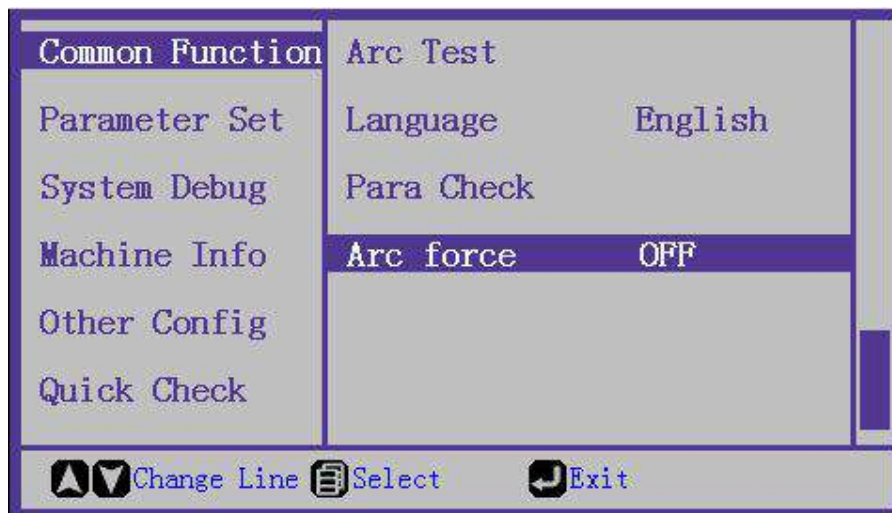 Common Function
Parameter Set
System Debug
Machine Info
Other Config
Quick Check
Arc Test
Language English
Para Check
Arc force OFF
Change Line Select Exit